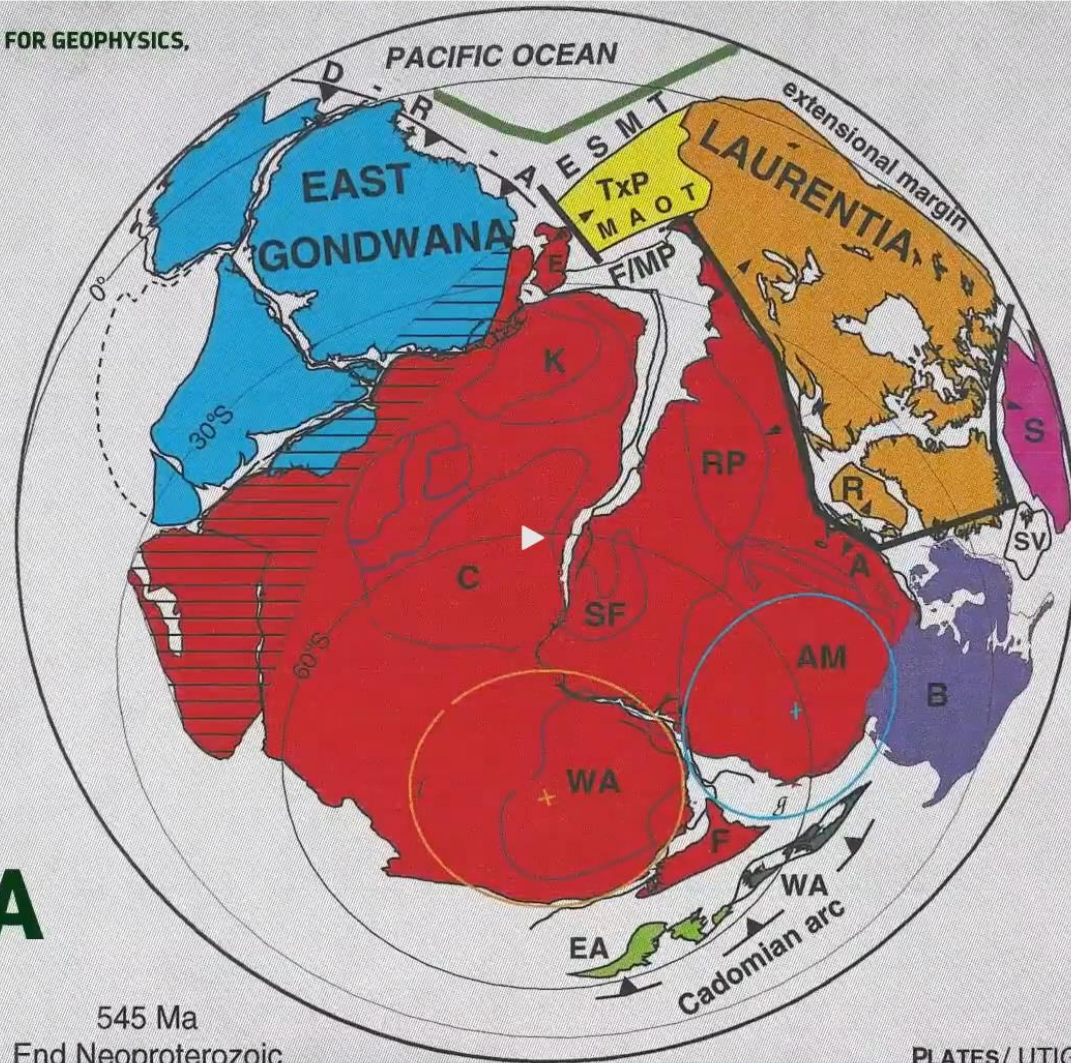 FOR GEOPHYSICS,
PACIFIC OCEAN
D - R - A
E S M T
extensional margin
LAURENTIA
TxP
M A O T
EAST
GONDWANA
E
F/MP
0°
K
30°S
S
RP
R
SV
C
A
SF
60°S
AM
B
WA
F
WA
EA
Cadomian arc
A
545 Ma
End Neoproterozoic
PLATES/